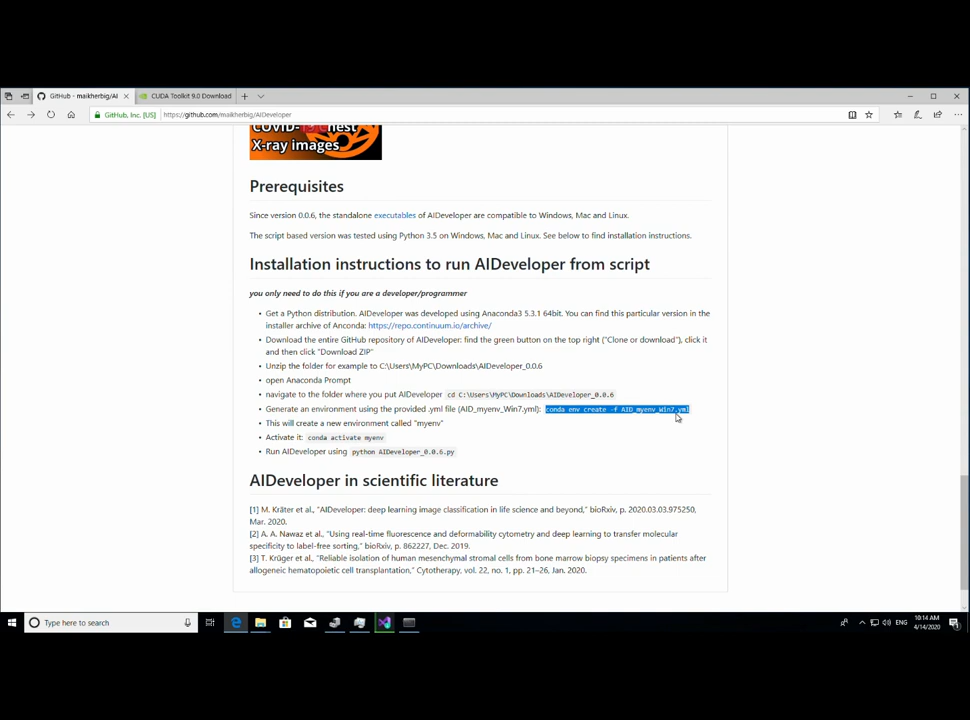 GitHub - maikherbig/AI
CUDA Toolkit 9.0 Download
GitHub, Inc. [US]
https://github.com/maikherbig/AIDeveloper
COVID-19 Chest
X-ray images
Prerequisites
Since version 0.0.6, the standalone executables of AIDeveloper are compatible to Windows, Mac and Linux.
The script based version was tested using Python 3.5 on Windows, Mac and Linux. See below to find installation instructions.
Installation instructions to run AIDeveloper from script
you only need to do this if you are a developer/programmer
• Get a Python distribution. AIDeveloper was developed using Anaconda3 5.3.1 64bit. You can find this particular version in the
installer archive of Anconda: https://repo.continuum.io/archive/
• Download the entire GitHub repository of AIDeveloper: find the green button on the top right ("Clone or download"), click it
and then click "Download ZIP"
• Unzip the folder for example to C:\Users\MyPC\Downloads\AIDeveloper_0.0.6
• open Anaconda Prompt
• navigate to the folder where you put AIDeveloper cd C:\Users\MyPC\Downloads\AIDeveloper_0.0.6
• Generate an environment using the provided .yml file (AID_myenv_Win7.yml): conda env create -f AID_myenv_Win7.yml
• This will create a new environment called "myenv"
• Activate it: conda activate myenv
• Run AIDeveloper using python AIDeveloper_0.0.6.py
AIDeveloper in scientific literature
[1] M. Kräter et al., "AIDeveloper: deep learning image classification in life science and beyond," bioRxiv, p. 2020.03.03.975250,
Mar. 2020.
[2] A. A. Nawaz et al., "Using real-time fluorescence and deformability cytometry and deep learning to transfer molecular
specificity to label-free sorting," bioRxiv, p. 862227, Dec. 2019.
[3] T. Krüger et al., "Reliable isolation of human mesenchymal stromal cells from bone marrow biopsy specimens in patients after
allogeneic hematopoietic cell transplantation," Cytotherapy, vol. 22, no. 1, pp. 21–26, Jan. 2020.
Type here to search
ENG
10:14 AM
4/14/2020